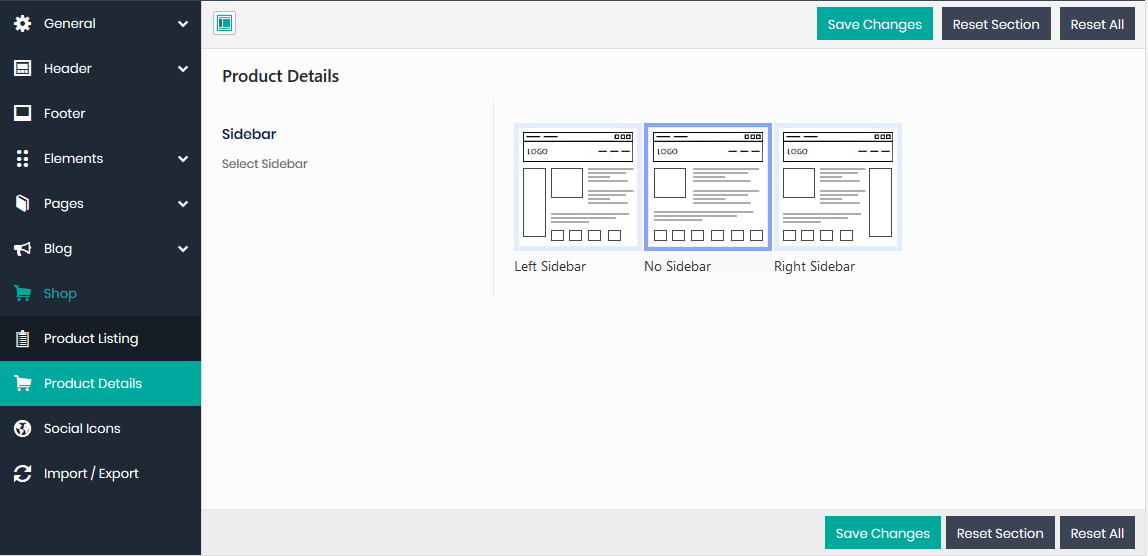 General
Header
Footer
Elements
Pages
Blog
Shop
Product Listing
Product Details
Social Icons
Import / Export
Save Changes Reset Section Reset All
Product Details
Sidebar
Select Sidebar
LOGO LOGO LOGO
Left Sidebar No Sidebar Right Sidebar
Save Changes Reset Section Reset All